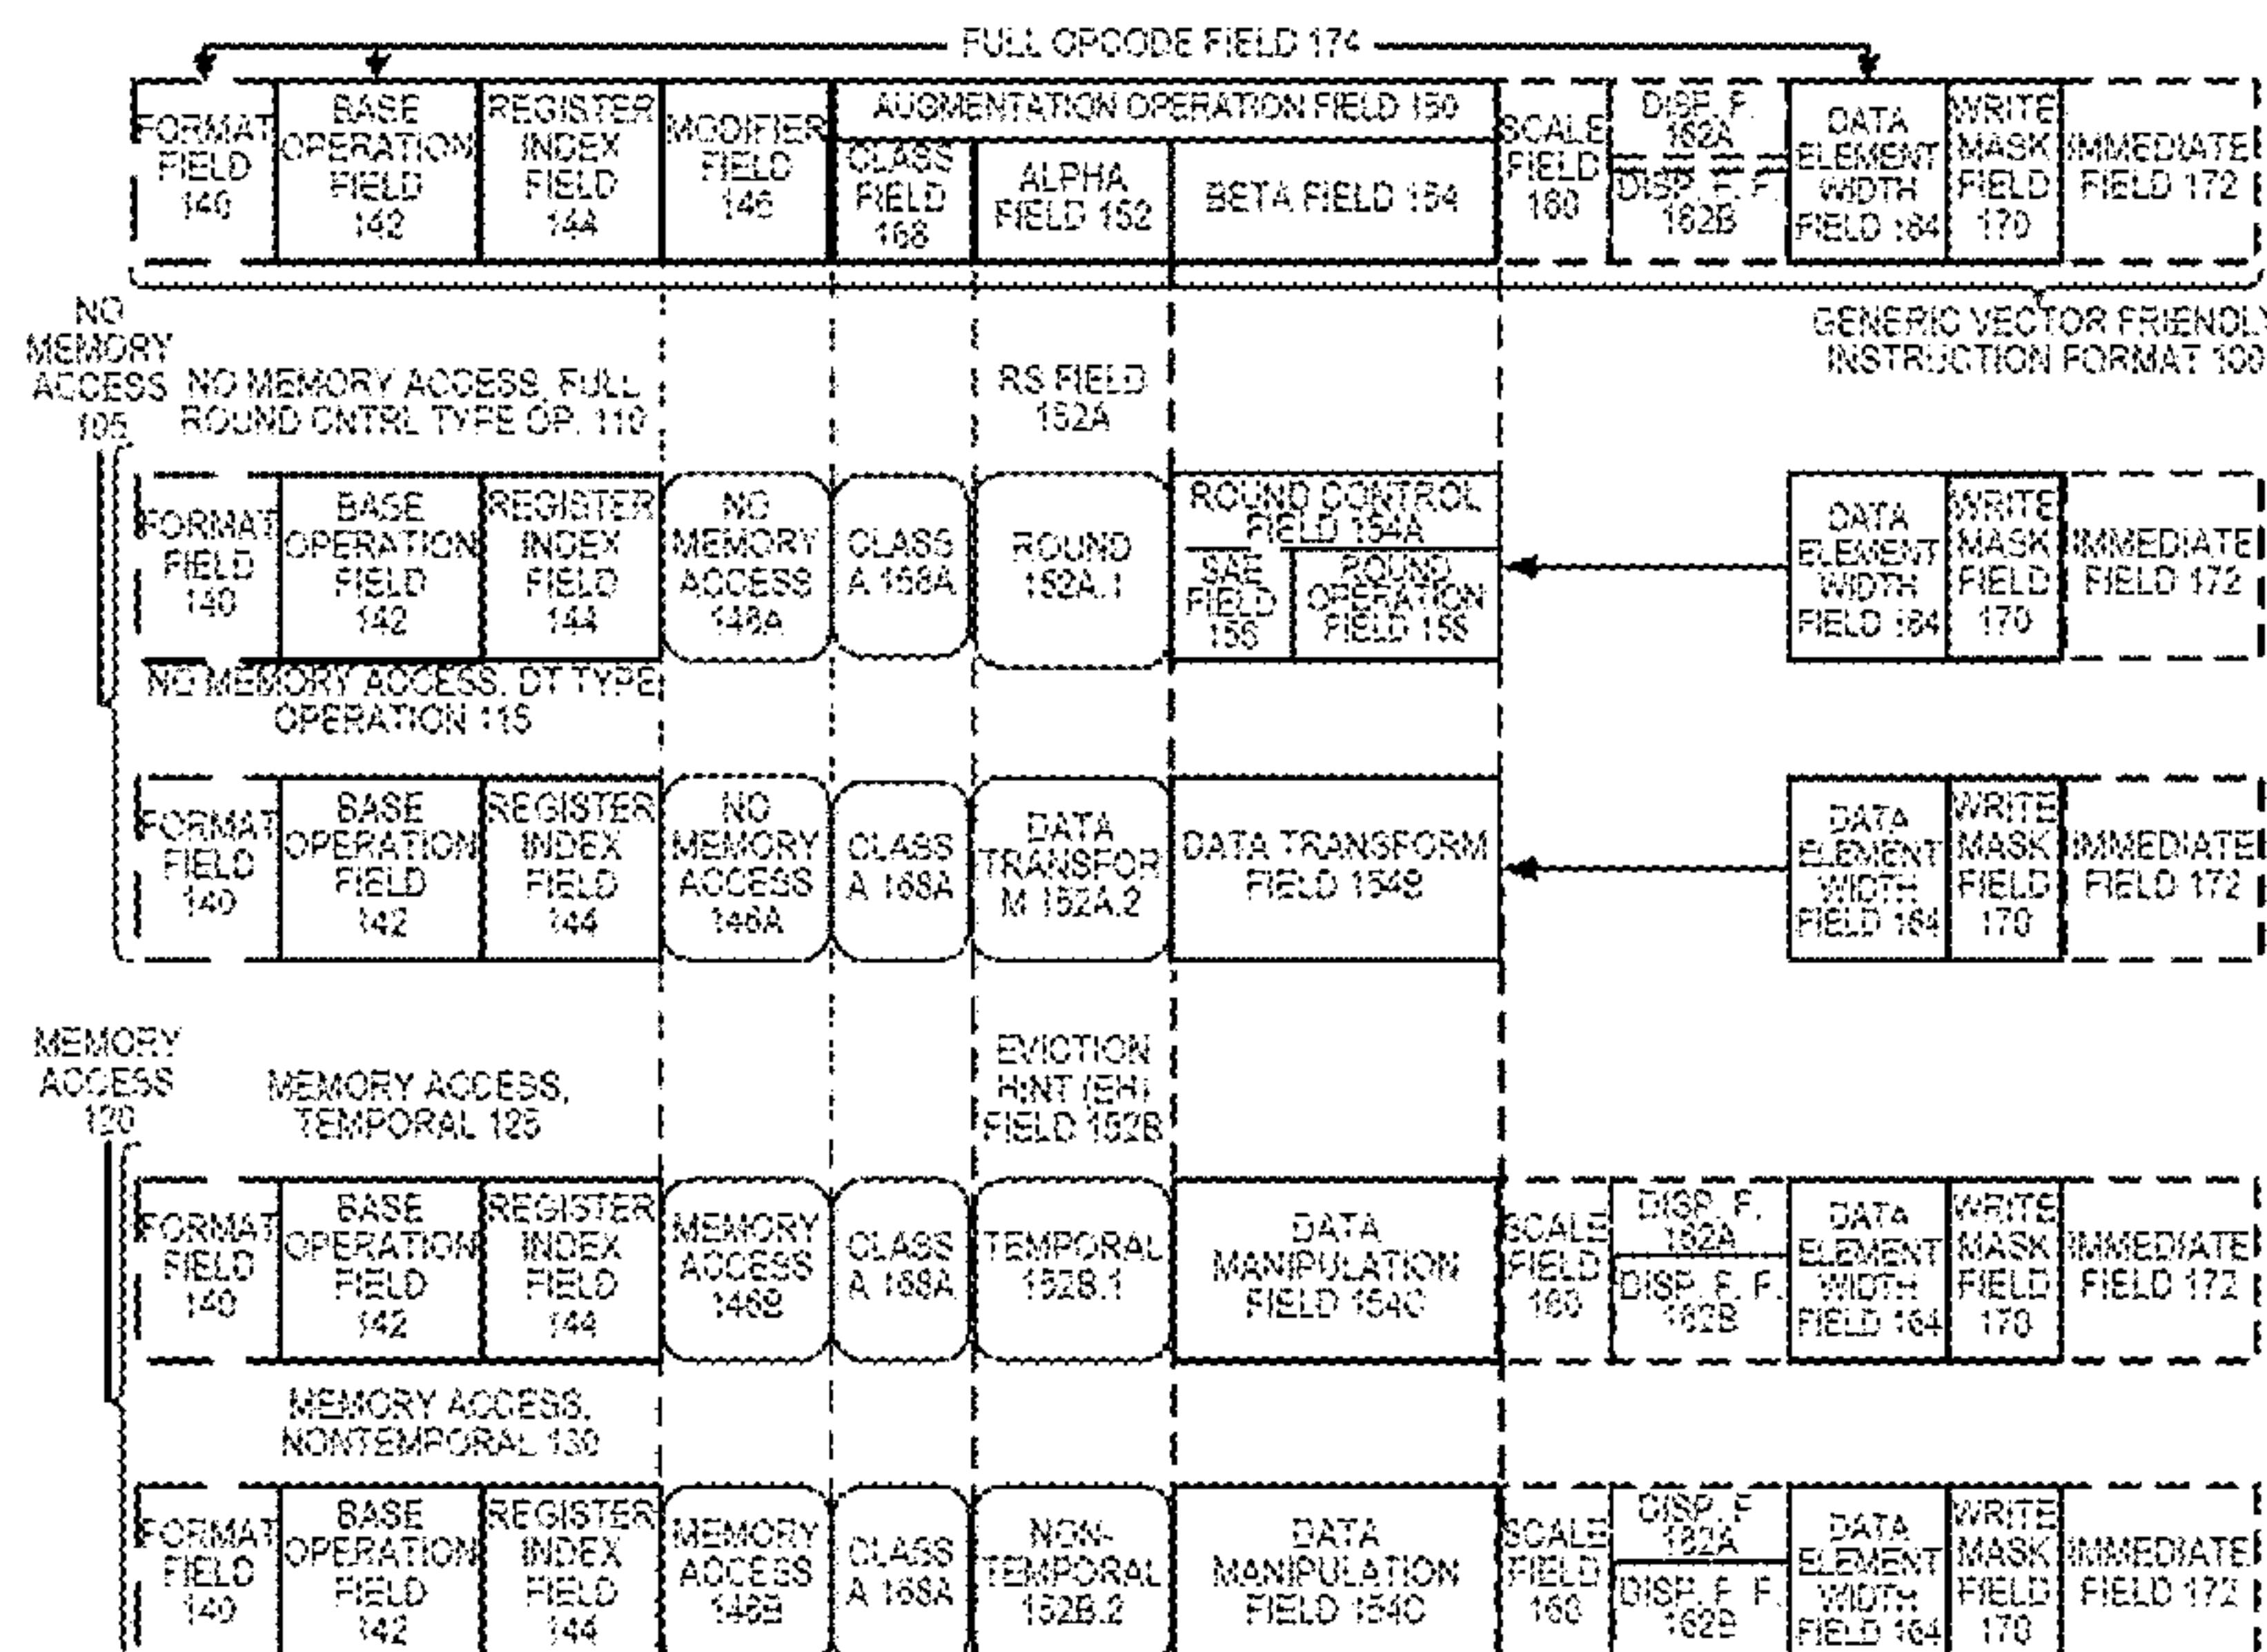 FULL OPCODE FIELD 174
FORMAT
FIELD
140
BASE
OPERATION
FIELD
142
REGISTER
INDEX
FIELD
144
MODIFIER
FIELD
146
AUGMENTATION OPERATION FIELD 150
CLASS
FIELD
168
ALPHA
FIELD 152
BETA FIELD 154
SCALE
FIELD
160
DISP. F.
162A
DISP. F. F.
162B
DATA
ELEMENT
WIDTH
FIELD 164
WRITE
MASK
FIELD
170
IMMEDIATE
FIELD 172
GENERIC VECTOR FRIENDLY
INSTRUCTION FORMAT 100
NO
MEMORY
ACCESS
105
NO MEMORY ACCESS, FULL
ROUND CNTRL TYPE OP. 110
RS FIELD
152A
FORMAT
FIELD
140
BASE
OPERATION
FIELD
142
REGISTER
INDEX
FIELD
144
NO
MEMORY
ACCESS
146A
CLASS
A 168A
ROUND
152A.1
ROUND CONTROL
FIELD 154A
SAE
FIELD
156
ROUND
OPERATION
FIELD 158
DATA
ELEMENT
WIDTH
FIELD 164
WRITE
MASK
FIELD
170
IMMEDIATE
FIELD 172
NO MEMORY ACCESS, DT TYPE
OPERATION 115
FORMAT
FIELD
140
BASE
OPERATION
FIELD
142
REGISTER
INDEX
FIELD
144
NO
MEMORY
ACCESS
146A
CLASS
A 168A
DATA
TRANSFOR
M 152A.2
DATA TRANSFORM
FIELD 154B
DATA
ELEMENT
WIDTH
FIELD 164
WRITE
MASK
FIELD
170
IMMEDIATE
FIELD 172
MEMORY
ACCESS
120
MEMORY ACCESS,
TEMPORAL 125
EVICTION
HINT (EH)
FIELD 152B
FORMAT
FIELD
140
BASE
OPERATION
FIELD
142
REGISTER
INDEX
FIELD
144
MEMORY
ACCESS
146B
CLASS
A 168A
TEMPORAL
152B.1
DATA
MANIPULATION
FIELD 154C
SCALE
FIELD
160
DISP. F.
162A
DISP. F. F.
162B
DATA
ELEMENT
WIDTH
FIELD 164
WRITE
MASK
FIELD
170
IMMEDIATE
FIELD 172
MEMORY ACCESS,
NONTEMPORAL 130
FORMAT
FIELD
140
BASE
OPERATION
FIELD
142
REGISTER
INDEX
FIELD
144
MEMORY
ACCESS
146B
CLASS
A 168A
NON-
TEMPORAL
152B.2
DATA
MANIPULATION
FIELD 154C
SCALE
FIELD
160
DISP. F.
162A
DISP. F. F.
162B
DATA
ELEMENT
WIDTH
FIELD 164
WRITE
MASK
FIELD
170
IMMEDIATE
FIELD 172